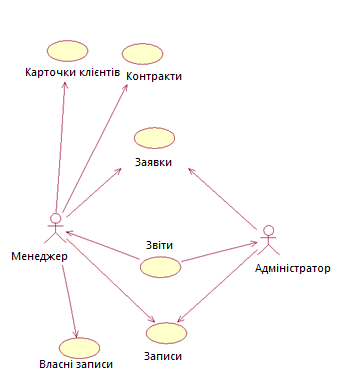 Карточки клієнтів
Контракти
Заявки
Звіти
Менеджер
Адміністратор
Записи
Власні записи